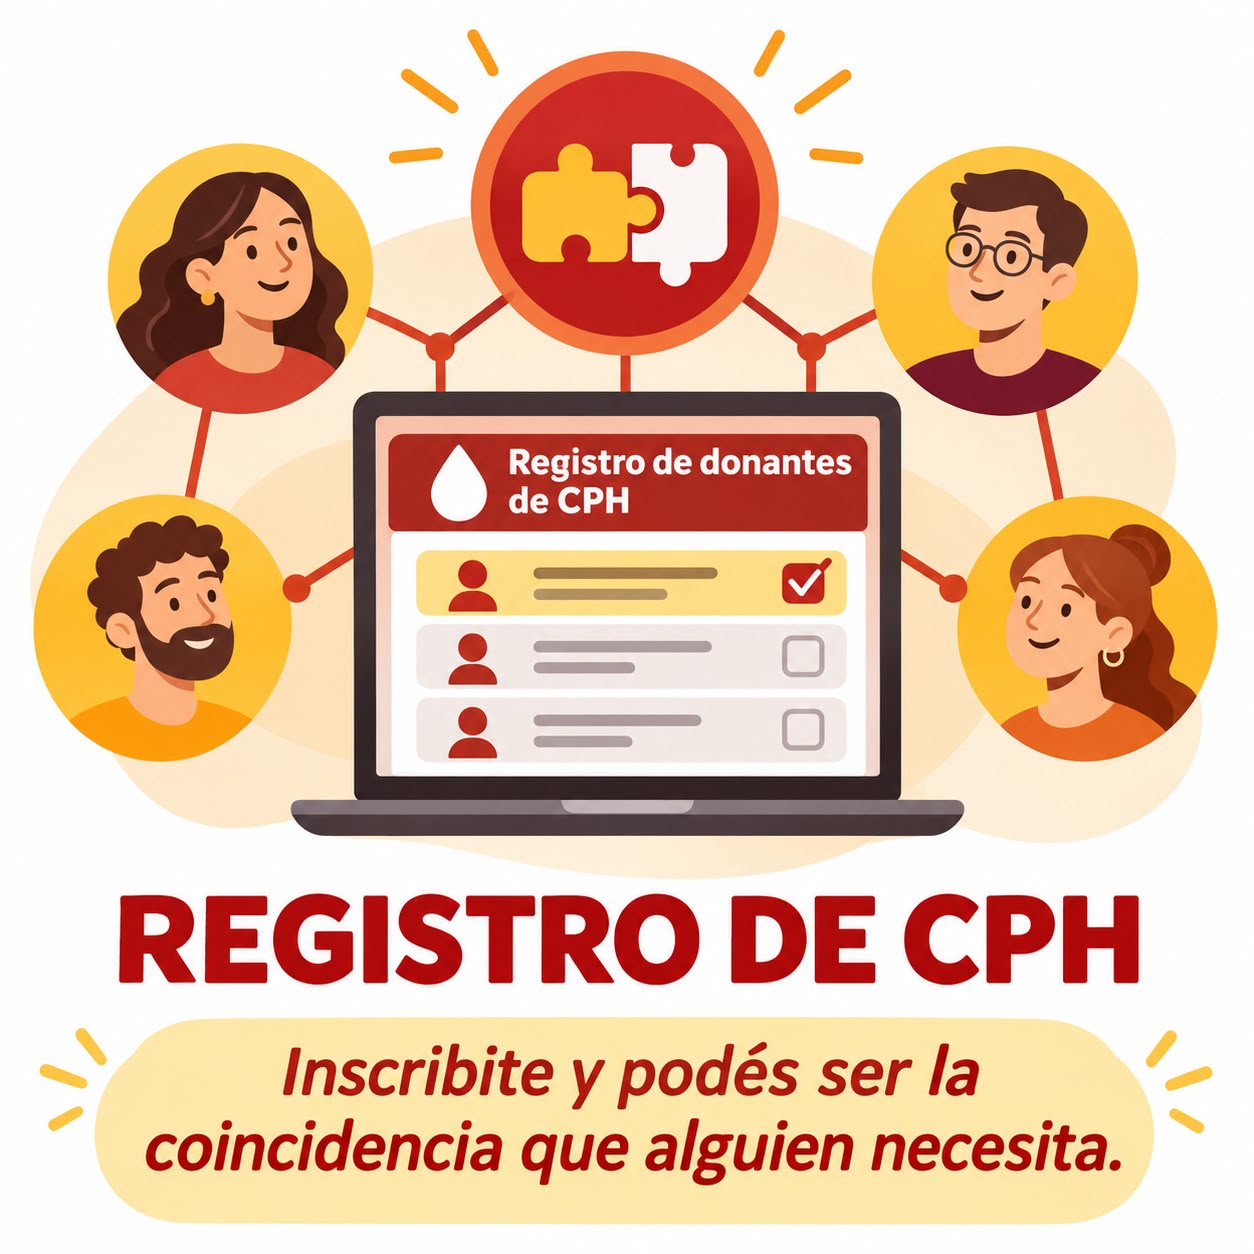 Registro de donantes
de CPH
REGISTRO DE CPH
Inscribite y podés ser la
coincidencia que alguien necesita.